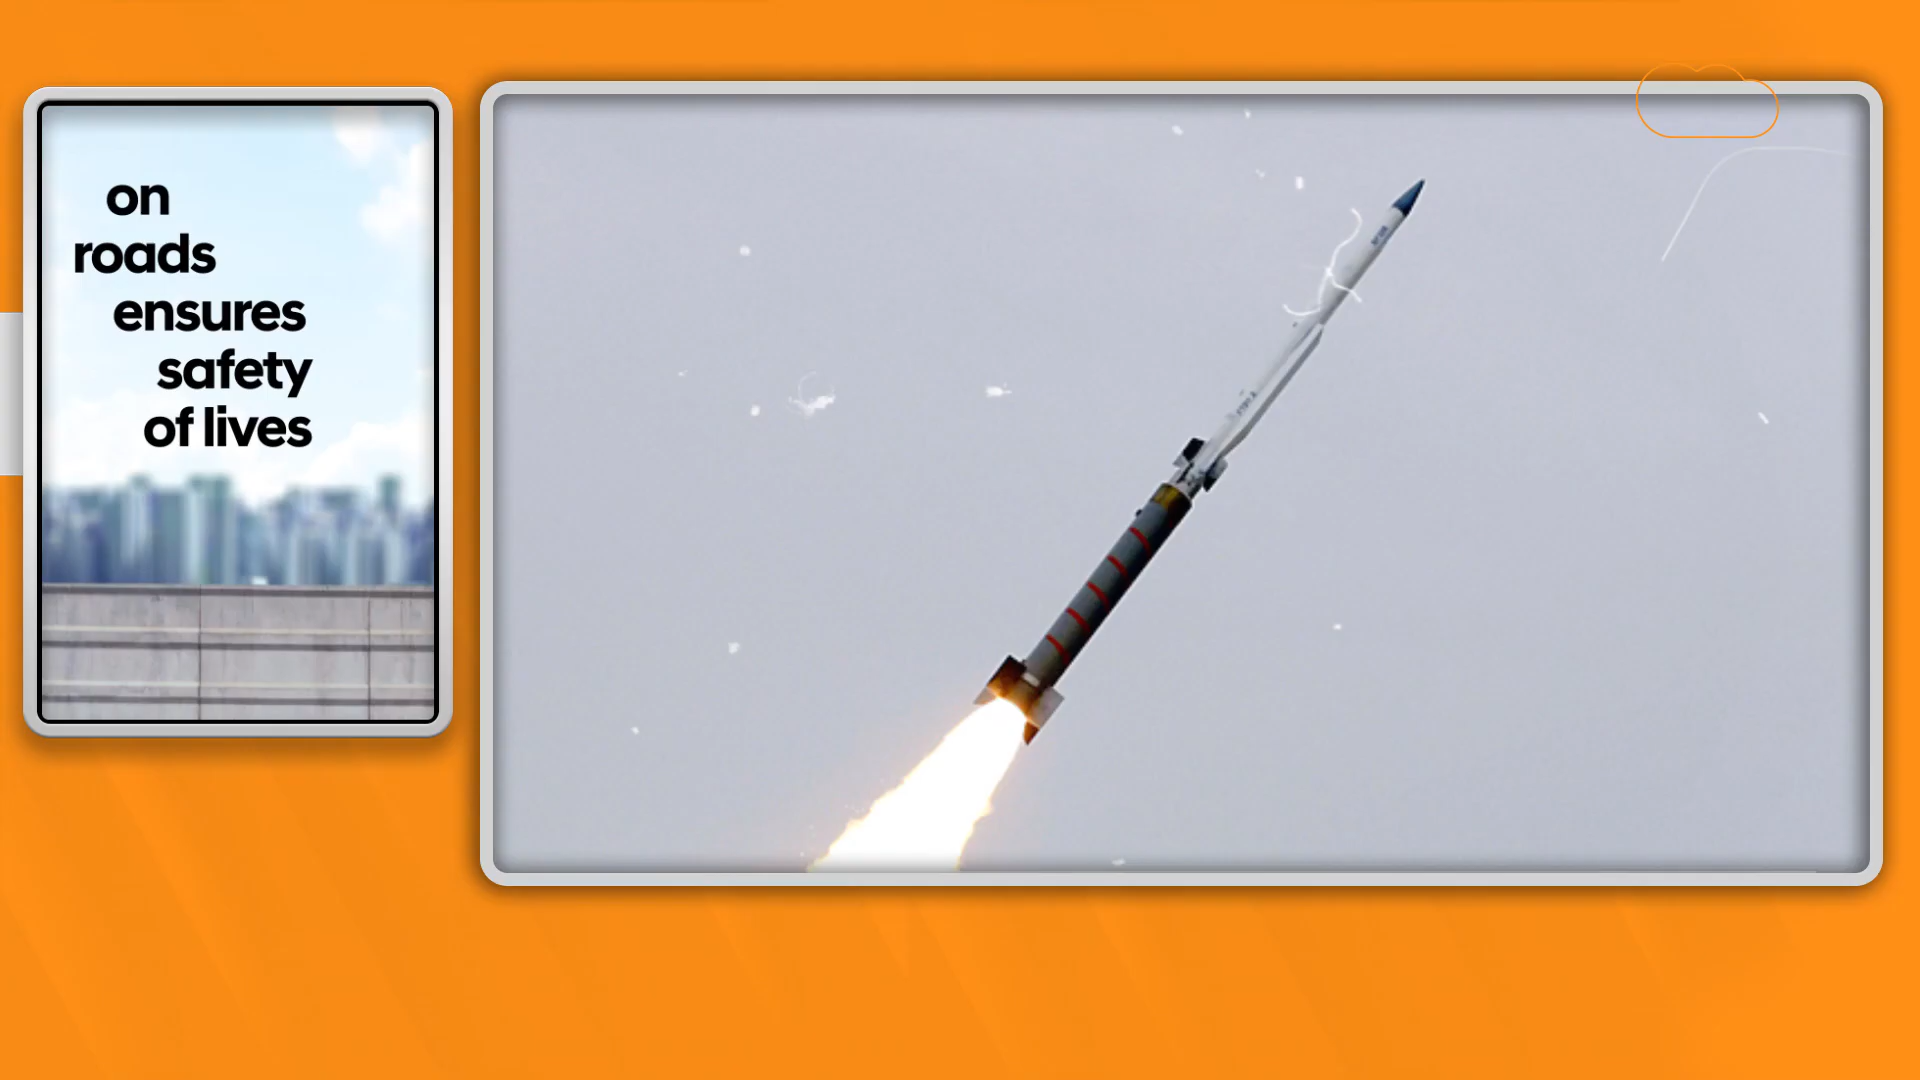 on
roads
ensures
safety
of lives